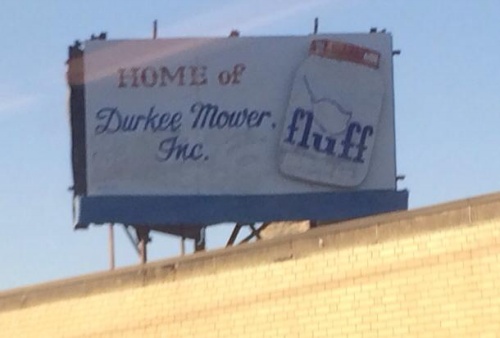 HOME of
Durkee Mower,
Inc.
fluff